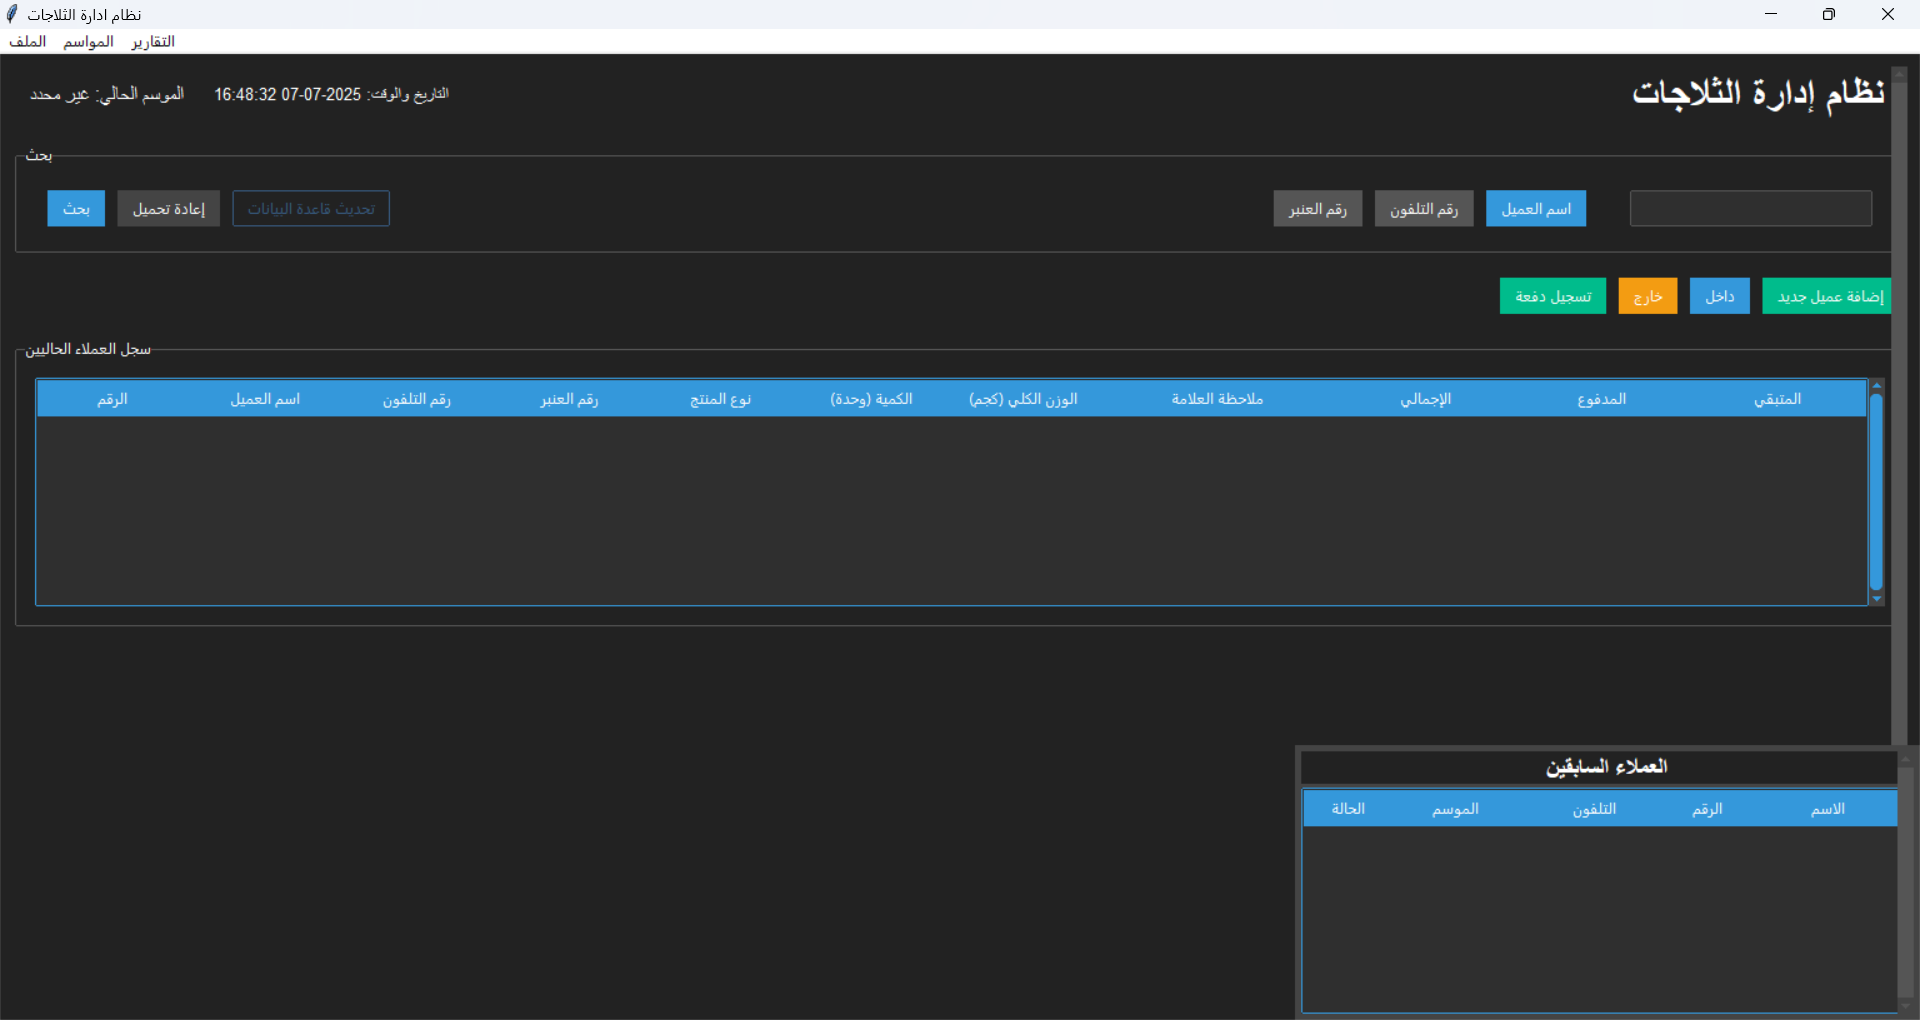 نظام ادارة الثلاجات
الملف المواسم التقارير
نظام إدارة الثلاجات
التاريخ والوقت: 2025-07-07 16:48:32
الموسم الحالي: غير محدد
بحث
اسم العميل رقم التلفون رقم العنبر
تحديث قاعدة البيانات إعادة تحميل بحث
إضافة عميل جديد داخل خارج تسجيل دفعة
سجل العملاء الحاليين
المتبقي المدفوع الإجمالي ملاحظة العلامة الوزن الكلي (كجم) الكمية (وحدة) نوع المنتج رقم العنبر رقم التلفون اسم العميل الرقم
العملاء السابقين
الاسم الرقم التلفون الموسم الحالة